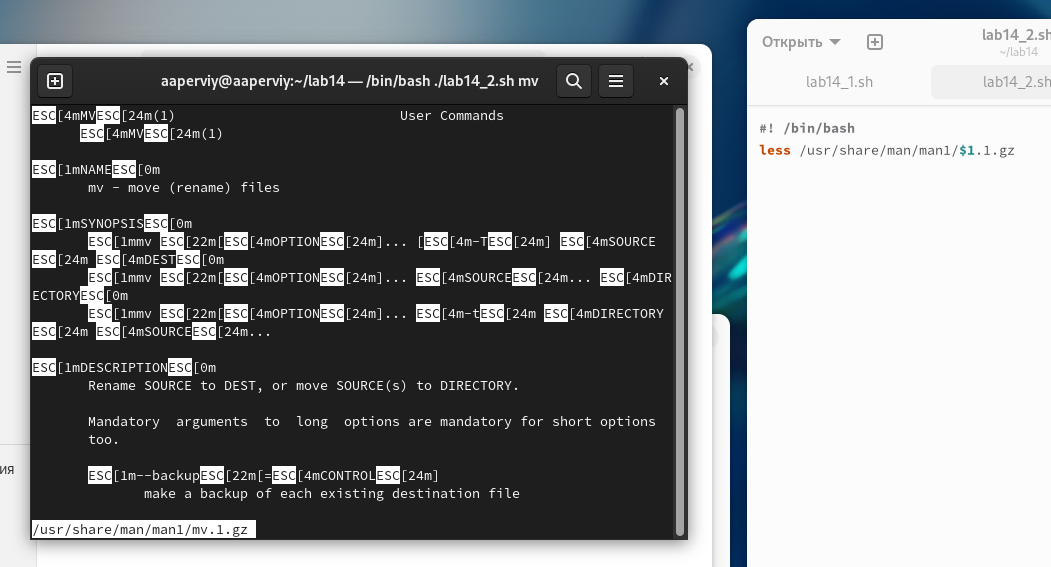 aaperviy@aaperviy:~/lab14 — /bin/bash ./lab14_2.sh mv
ESC[4mMVESC[24m(1) User Commands
ESC[4mMVESC[24m(1)
ESC[1mNAMEESC[0m
mv - move (rename) files
ESC[1mSYNOPSISESC[0m
ESC[1mmv ESC[22m[ESC[4mOPTIONESC[24m]... [ESC[4m-TESC[24m] ESC[4mSOURCE
ESC[24m ESC[4mDESTESC[0m
ESC[1mmv ESC[22m[ESC[4mOPTIONESC[24m]... ESC[4mSOURCEESC[24m... ESC[4mDIR
ECTORYESC[0m
ESC[1mmv ESC[22m[ESC[4mOPTIONESC[24m]... ESC[4m-tESC[24m ESC[4mDIRECTORY
ESC[24m ESC[4mSOURCEESC[24m...
ESC[1mDESCRIPTIONESC[0m
Rename SOURCE to DEST, or move SOURCE(s) to DIRECTORY.
Mandatory arguments to long options are mandatory for short options
too.
ESC[1m--backupESC[22m[=ESC[4mCONTROLESC[24m]
make a backup of each existing destination file
/usr/share/man/man1/mv.1.gz
ия
Открыть
lab14_2.sh
~/lab14
lab14_1.sh lab14_2.sh
#! /bin/bash
less /usr/share/man/man1/$1.1.gz